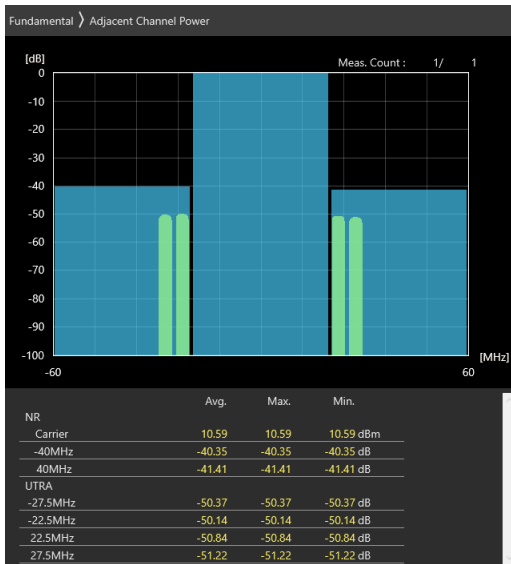 Fundamental ⟩ Adjacent Channel Power
[dB]
Meas. Count : 1/ 1
0
-10
-20
-30
-40
-50
-60
-70
-80
-90
-100
[MHz]
-60 60
Avg. Max. Min.
NR
Carrier 10.59 10.59 10.59 dBm
-40MHz -40.35 -40.35 -40.35 dB
40MHz -41.41 -41.41 -41.41 dB
UTRA
-27.5MHz -50.37 -50.37 -50.37 dB
-22.5MHz -50.14 -50.14 -50.14 dB
22.5MHz -50.84 -50.84 -50.84 dB
27.5MHz -51.22 -51.22 -51.22 dB